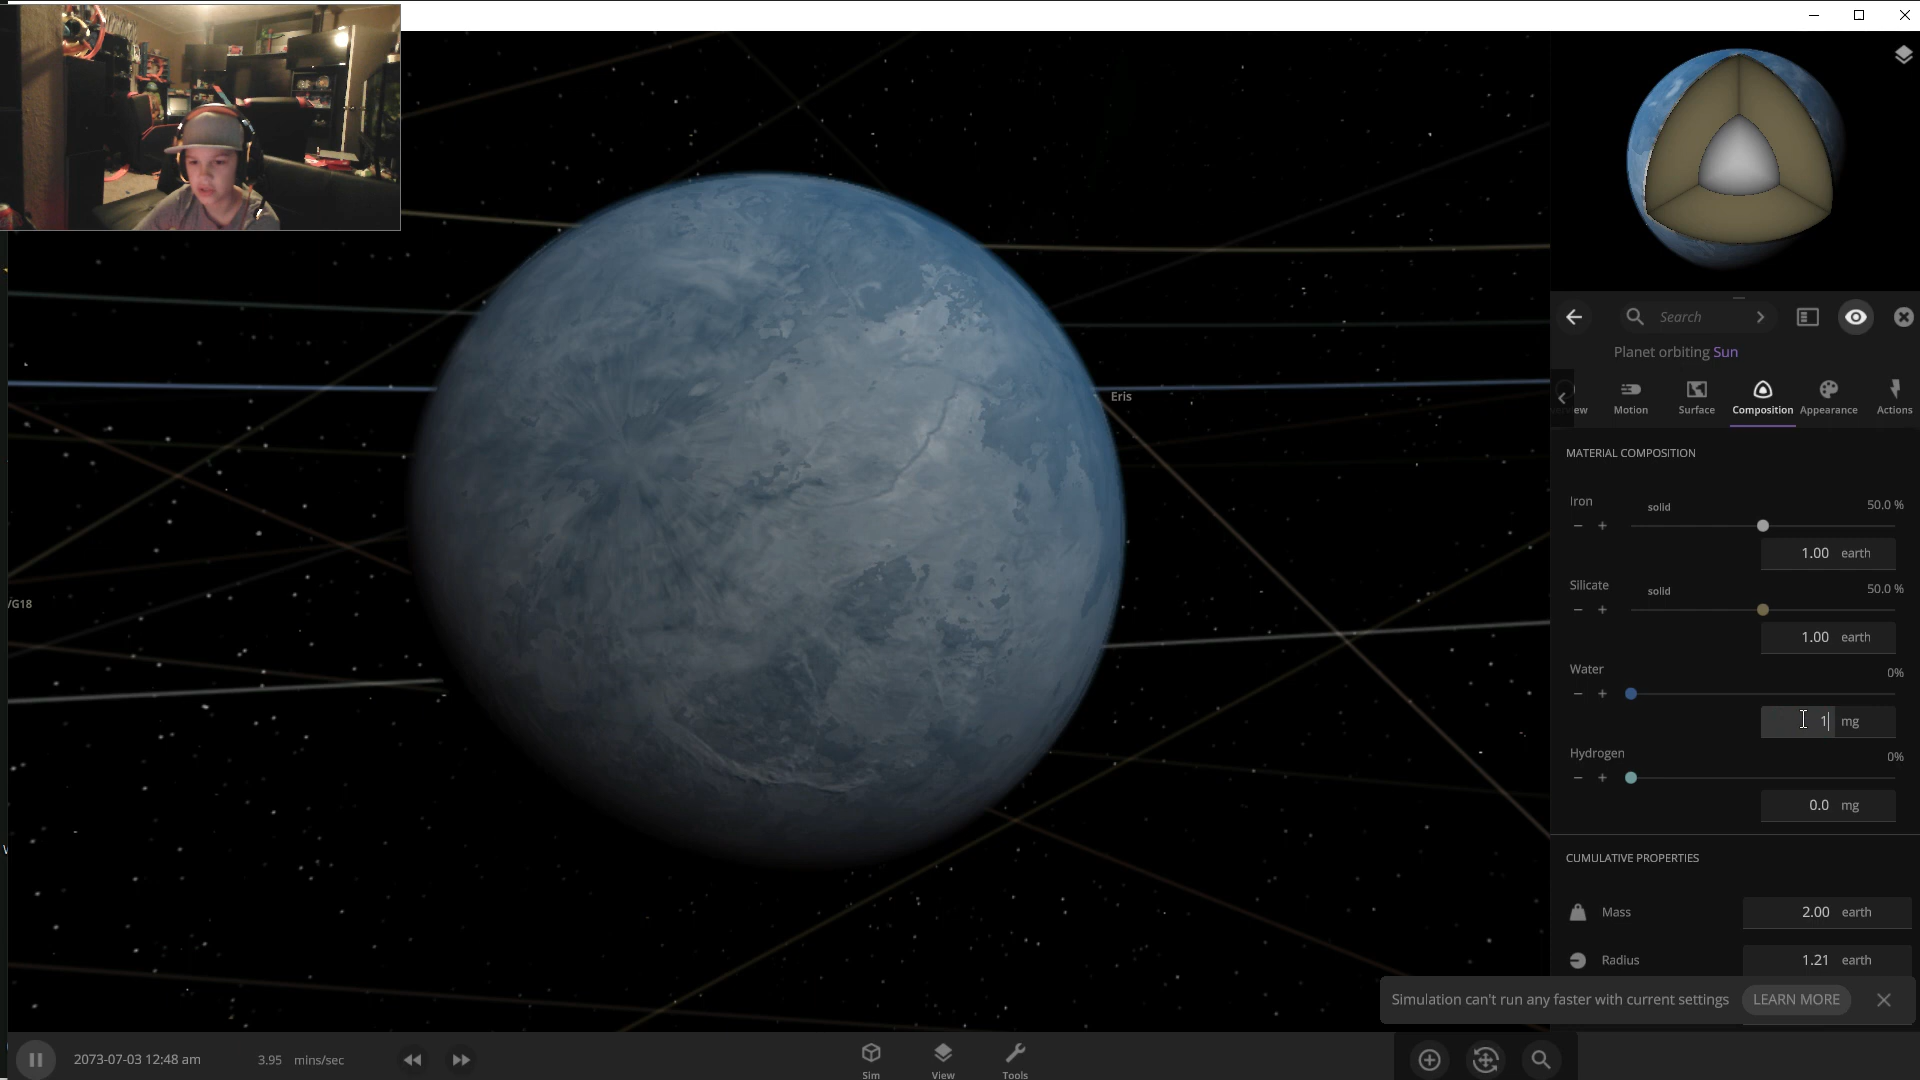 Search
Planet orbiting Sun
Motion
Surface
Composition
Appearance
Actions
MATERIAL COMPOSITION
Iron
solid
50.0 %
1.00 earth
Silicate
solid
50.0 %
1.00 earth
Water
0%
1 mg
Hydrogen
0%
0.0 mg
CUMULATIVE PROPERTIES
Mass 2.00 earth
Radius 1.21 earth
Simulation can't run any faster with current settings LEARN MORE
Eris
2073-07-03 12:48 am 3.95 mins/sec
Sim
View
Tools